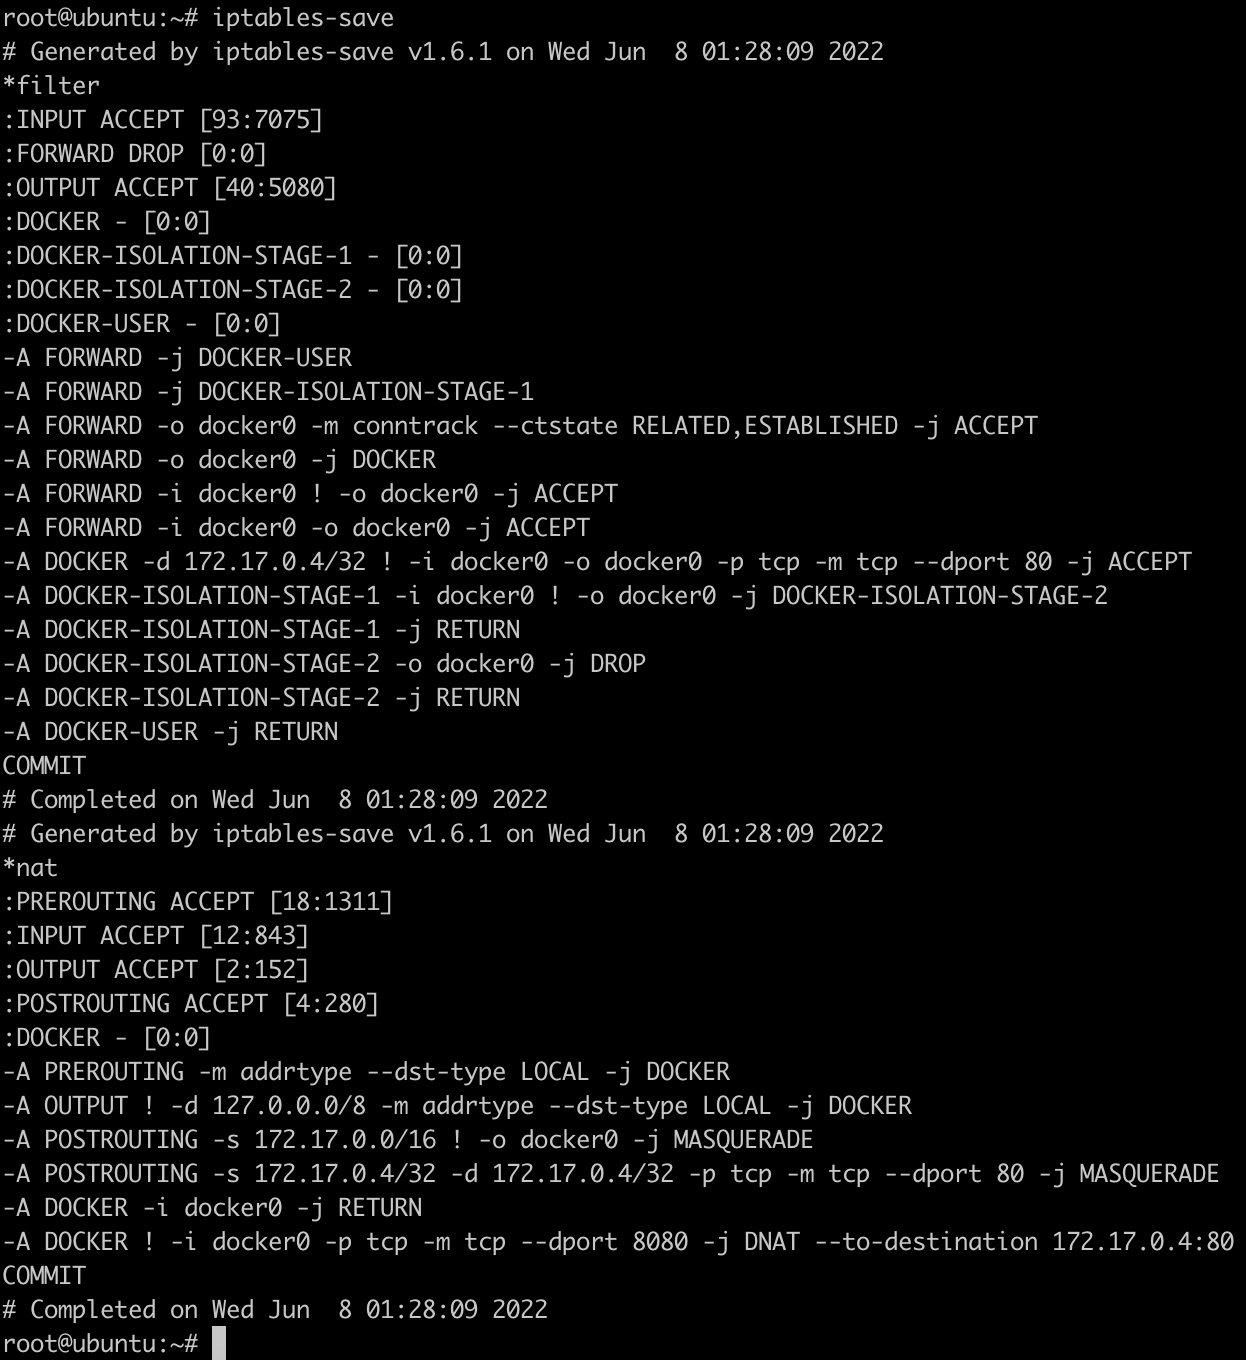 root@ubuntu:~# iptables-save
# Generated by iptables-save v1.6.1 on Wed Jun  8 01:28:09 2022
*filter
:INPUT ACCEPT [93:7075]
:FORWARD DROP [0:0]
:OUTPUT ACCEPT [40:5080]
:DOCKER - [0:0]
:DOCKER-ISOLATION-STAGE-1 - [0:0]
:DOCKER-ISOLATION-STAGE-2 - [0:0]
:DOCKER-USER - [0:0]
-A FORWARD -j DOCKER-USER
-A FORWARD -j DOCKER-ISOLATION-STAGE-1
-A FORWARD -o docker0 -m conntrack --ctstate RELATED,ESTABLISHED -j ACCEPT
-A FORWARD -o docker0 -j DOCKER
-A FORWARD -i docker0 ! -o docker0 -j ACCEPT
-A FORWARD -i docker0 -o docker0 -j ACCEPT
-A DOCKER -d 172.17.0.4/32 ! -i docker0 -o docker0 -p tcp -m tcp --dport 80 -j ACCEPT
-A DOCKER-ISOLATION-STAGE-1 -i docker0 ! -o docker0 -j DOCKER-ISOLATION-STAGE-2
-A DOCKER-ISOLATION-STAGE-1 -j RETURN
-A DOCKER-ISOLATION-STAGE-2 -o docker0 -j DROP
-A DOCKER-ISOLATION-STAGE-2 -j RETURN
-A DOCKER-USER -j RETURN
COMMIT
# Completed on Wed Jun  8 01:28:09 2022
# Generated by iptables-save v1.6.1 on Wed Jun  8 01:28:09 2022
*nat
:PREROUTING ACCEPT [18:1311]
:INPUT ACCEPT [12:843]
:OUTPUT ACCEPT [2:152]
:POSTROUTING ACCEPT [4:280]
:DOCKER - [0:0]
-A PREROUTING -m addrtype --dst-type LOCAL -j DOCKER
-A OUTPUT ! -d 127.0.0.0/8 -m addrtype --dst-type LOCAL -j DOCKER
-A POSTROUTING -s 172.17.0.0/16 ! -o docker0 -j MASQUERADE
-A POSTROUTING -s 172.17.0.4/32 -d 172.17.0.4/32 -p tcp -m tcp --dport 80 -j MASQUERADE
-A DOCKER -i docker0 -j RETURN
-A DOCKER ! -i docker0 -p tcp -m tcp --dport 8080 -j DNAT --to-destination 172.17.0.4:80
COMMIT
# Completed on Wed Jun  8 01:28:09 2022
root@ubuntu:~#